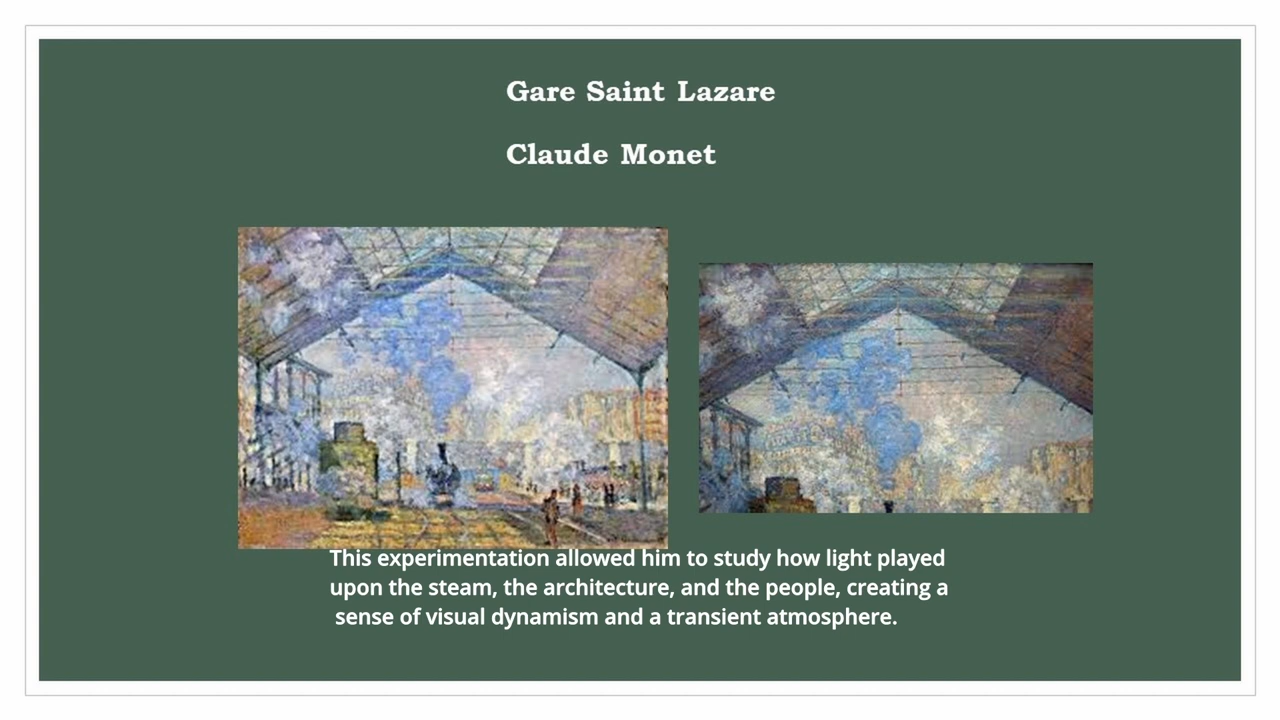 Gare Saint Lazare
Claude Monet
This experimentation allowed him to study how light played
upon the steam, the architecture, and the people, creating a
sense of visual dynamism and a transient atmosphere.